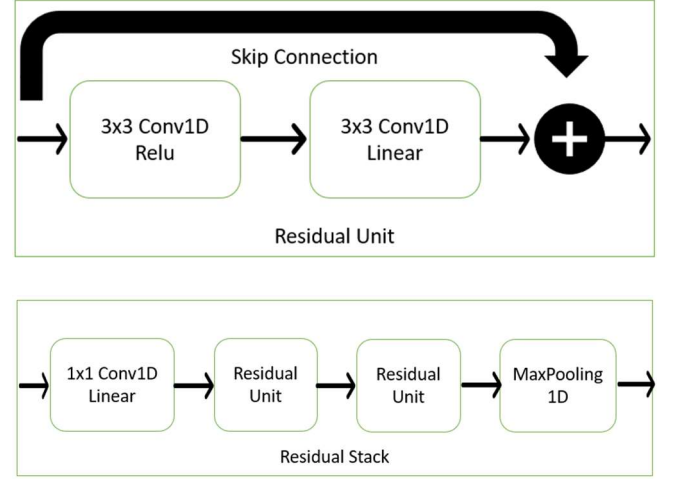 Skip Connection
3x3 Conv1D
Relu
3x3 Conv1D
Linear
Residual Unit
1x1 Conv1D
Linear
Residual
Unit
Residual
Unit
MaxPooling
1D
Residual Stack